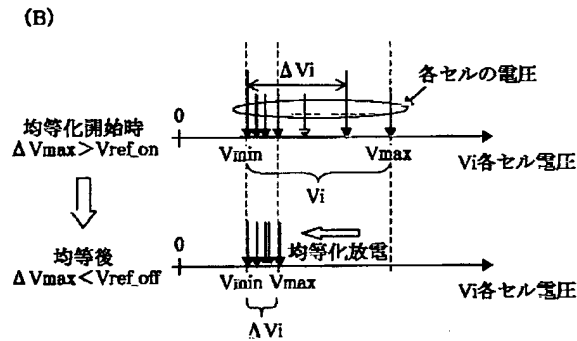 (B)
ΔVi
各セルの電圧
0
均等化開始時
ΔVmax>Vref_on
Vmin
Vmax
Vi各セル電圧
Vi
0
均等化放電
均等後
ΔVmax<Vref_off
Vmin
Vmax
Vi各セル電圧
ΔVi